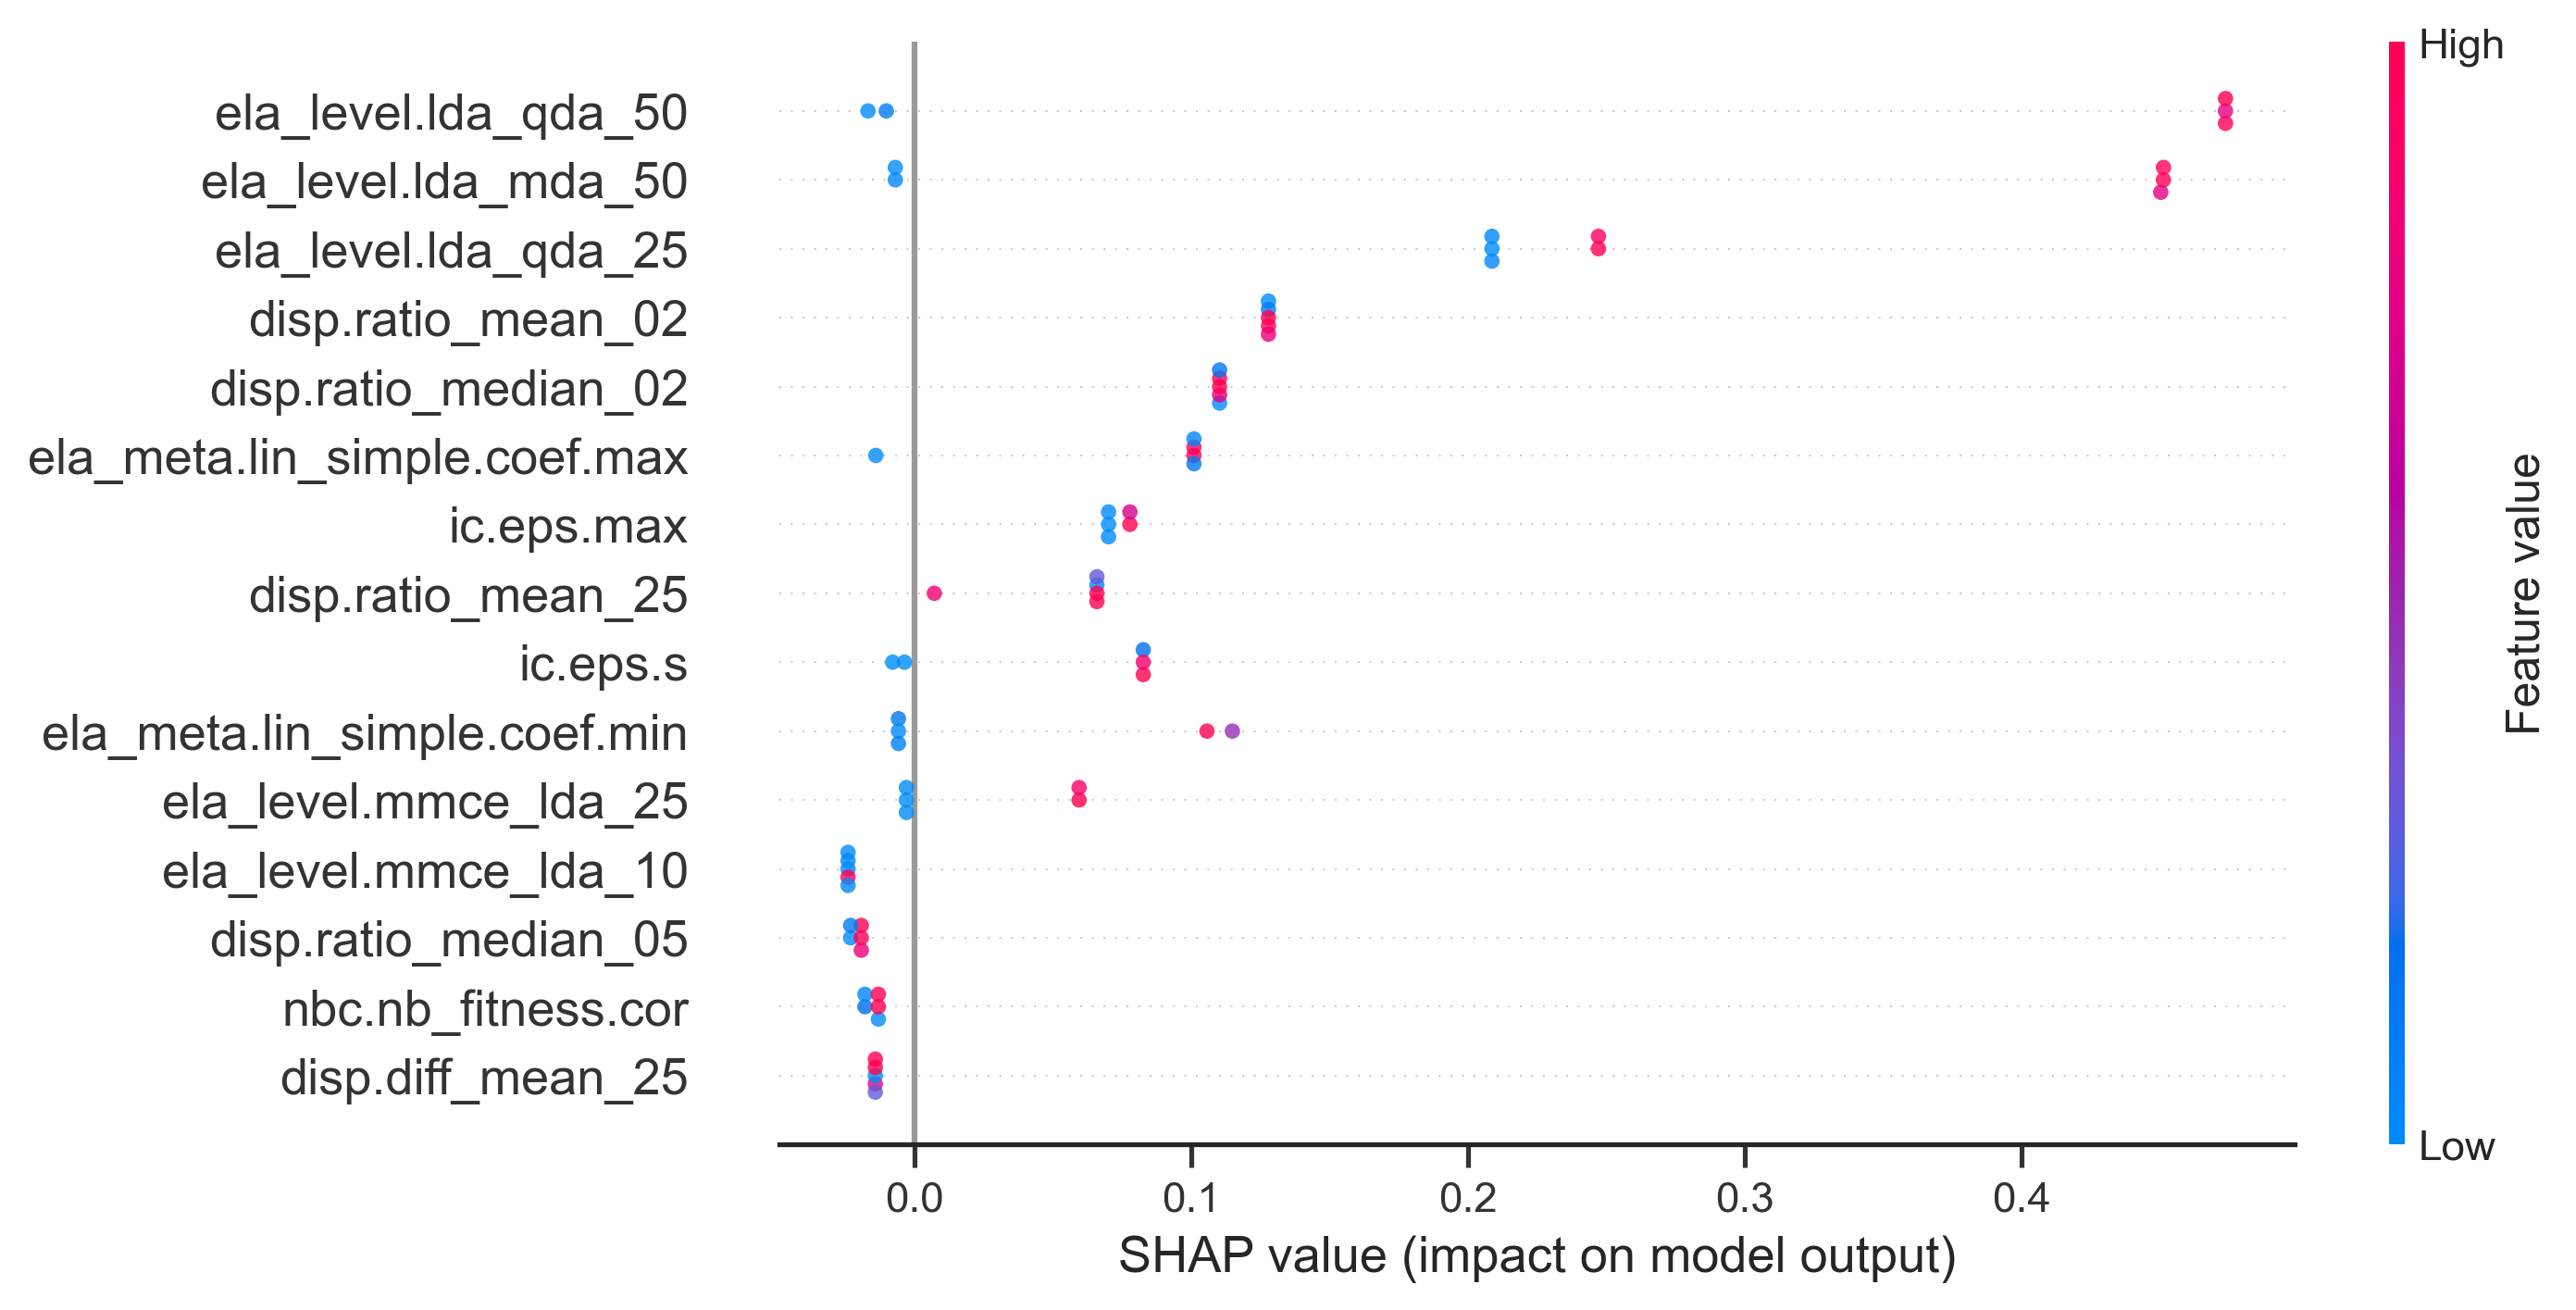 High
ela_level.lda_qda_50
ela_level.lda_mda_50
ela_level.lda_qda_25
disp.ratio_mean_02
disp.ratio_median_02
ela_meta.lin_simple.coef.max
ic.eps.max
disp.ratio_mean_25
ic.eps.s
ela_meta.lin_simple.coef.min
ela_level.mmce_lda_25
ela_level.mmce_lda_10
disp.ratio_median_05
nbc.nb_fitness.cor
disp.diff_mean_25
Feature value
Low
0.0 0.1 0.2 0.3 0.4
SHAP value (impact on model output)